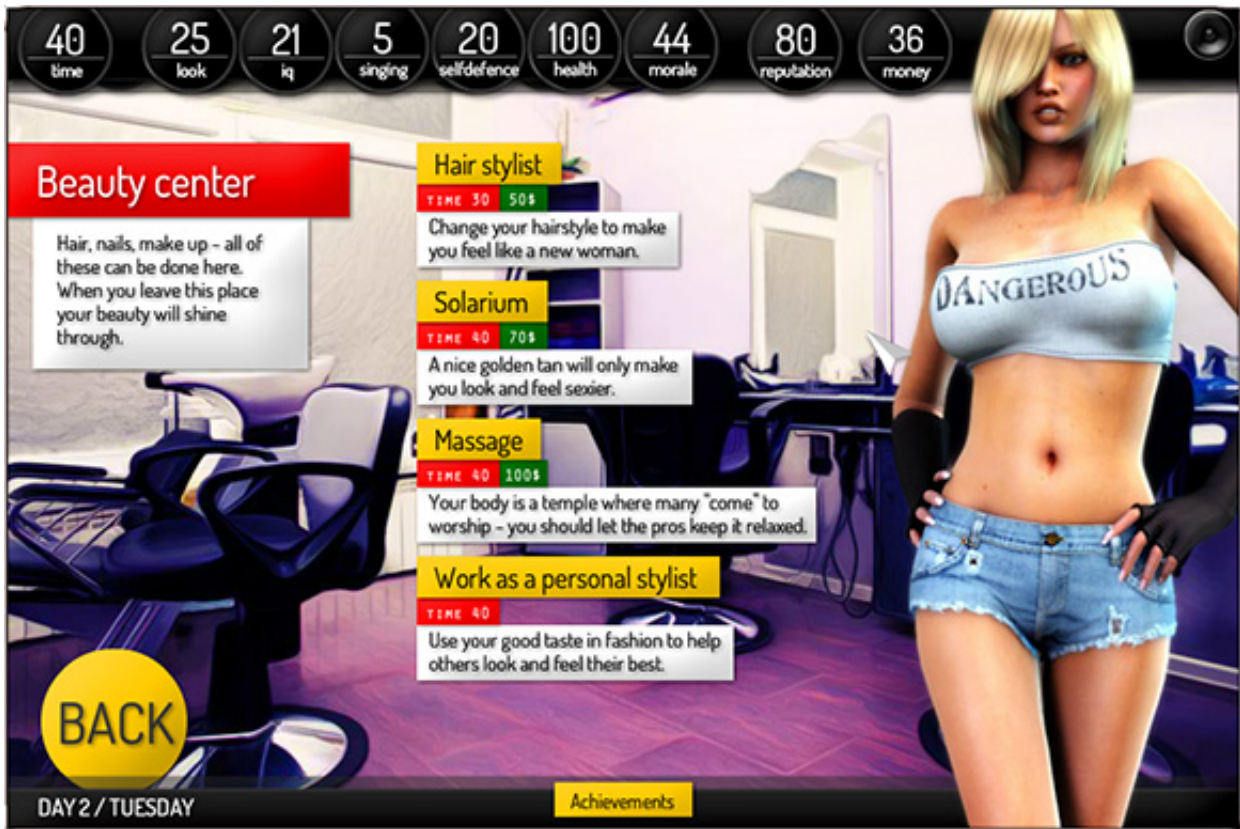 40
time
25
look
21
iq
5
singing
20
selfdefence
100
health
44
morale
80
reputation
36
money
Beauty center
Hair, nails, make up – all of
these can be done here.
When you leave this place
your beauty will shine
through.
Hair stylist
TIME 30 50$
Change your hairstyle to make
you feel like a new woman.
Solarium
TIME 40 70$
A nice golden tan will only make
you look and feel sexier.
Massage
TIME 40 100$
Your body is a temple where many "come" to
worship – you should let the pros keep it relaxed.
Work as a personal stylist
TIME 40
Use your good taste in fashion to help
others look and feel their best.
DANGEROUS
BACK
DAY 2 / TUESDAY
Achievements